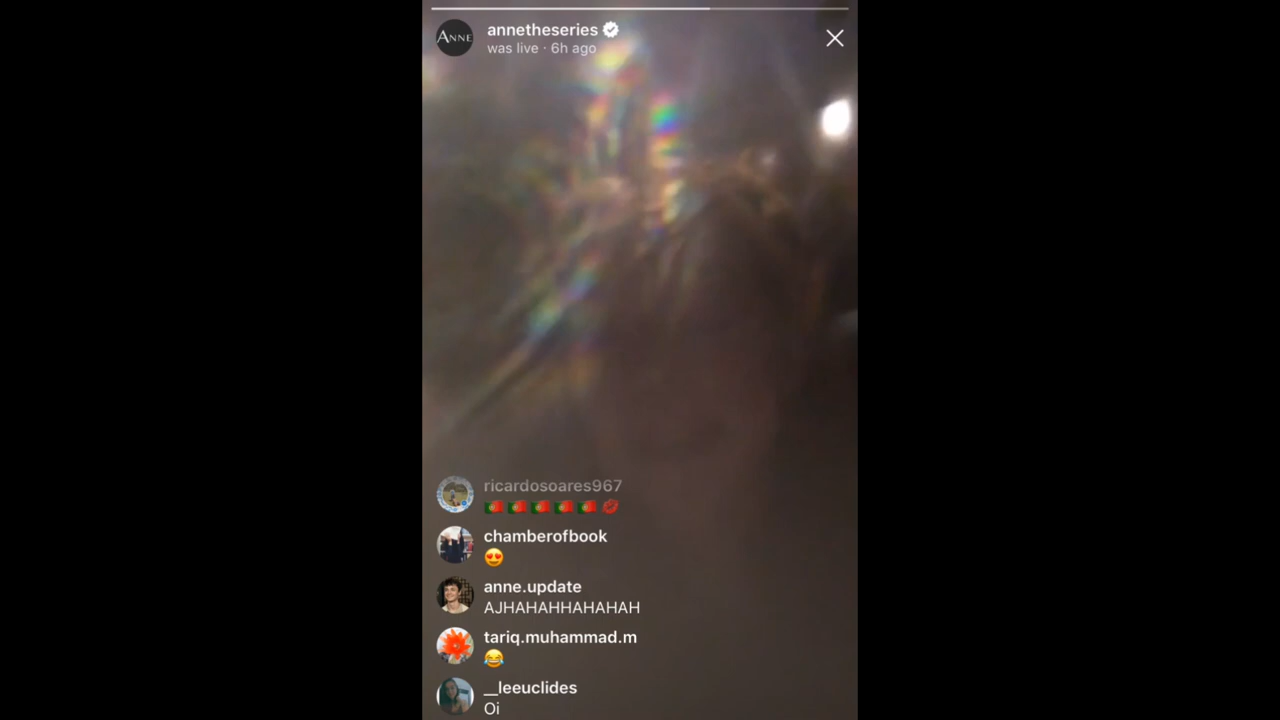 ANNE
annetheseries
was live · 6h ago
ricardosoares967
🇵🇹🇵🇹🇵🇹🇵🇹🇵🇹💋
chamberofbook
😍
anne.update
AJHAHAHHAHAHAH
tariq.muhammad.m
😂
__leeuclides
Oi